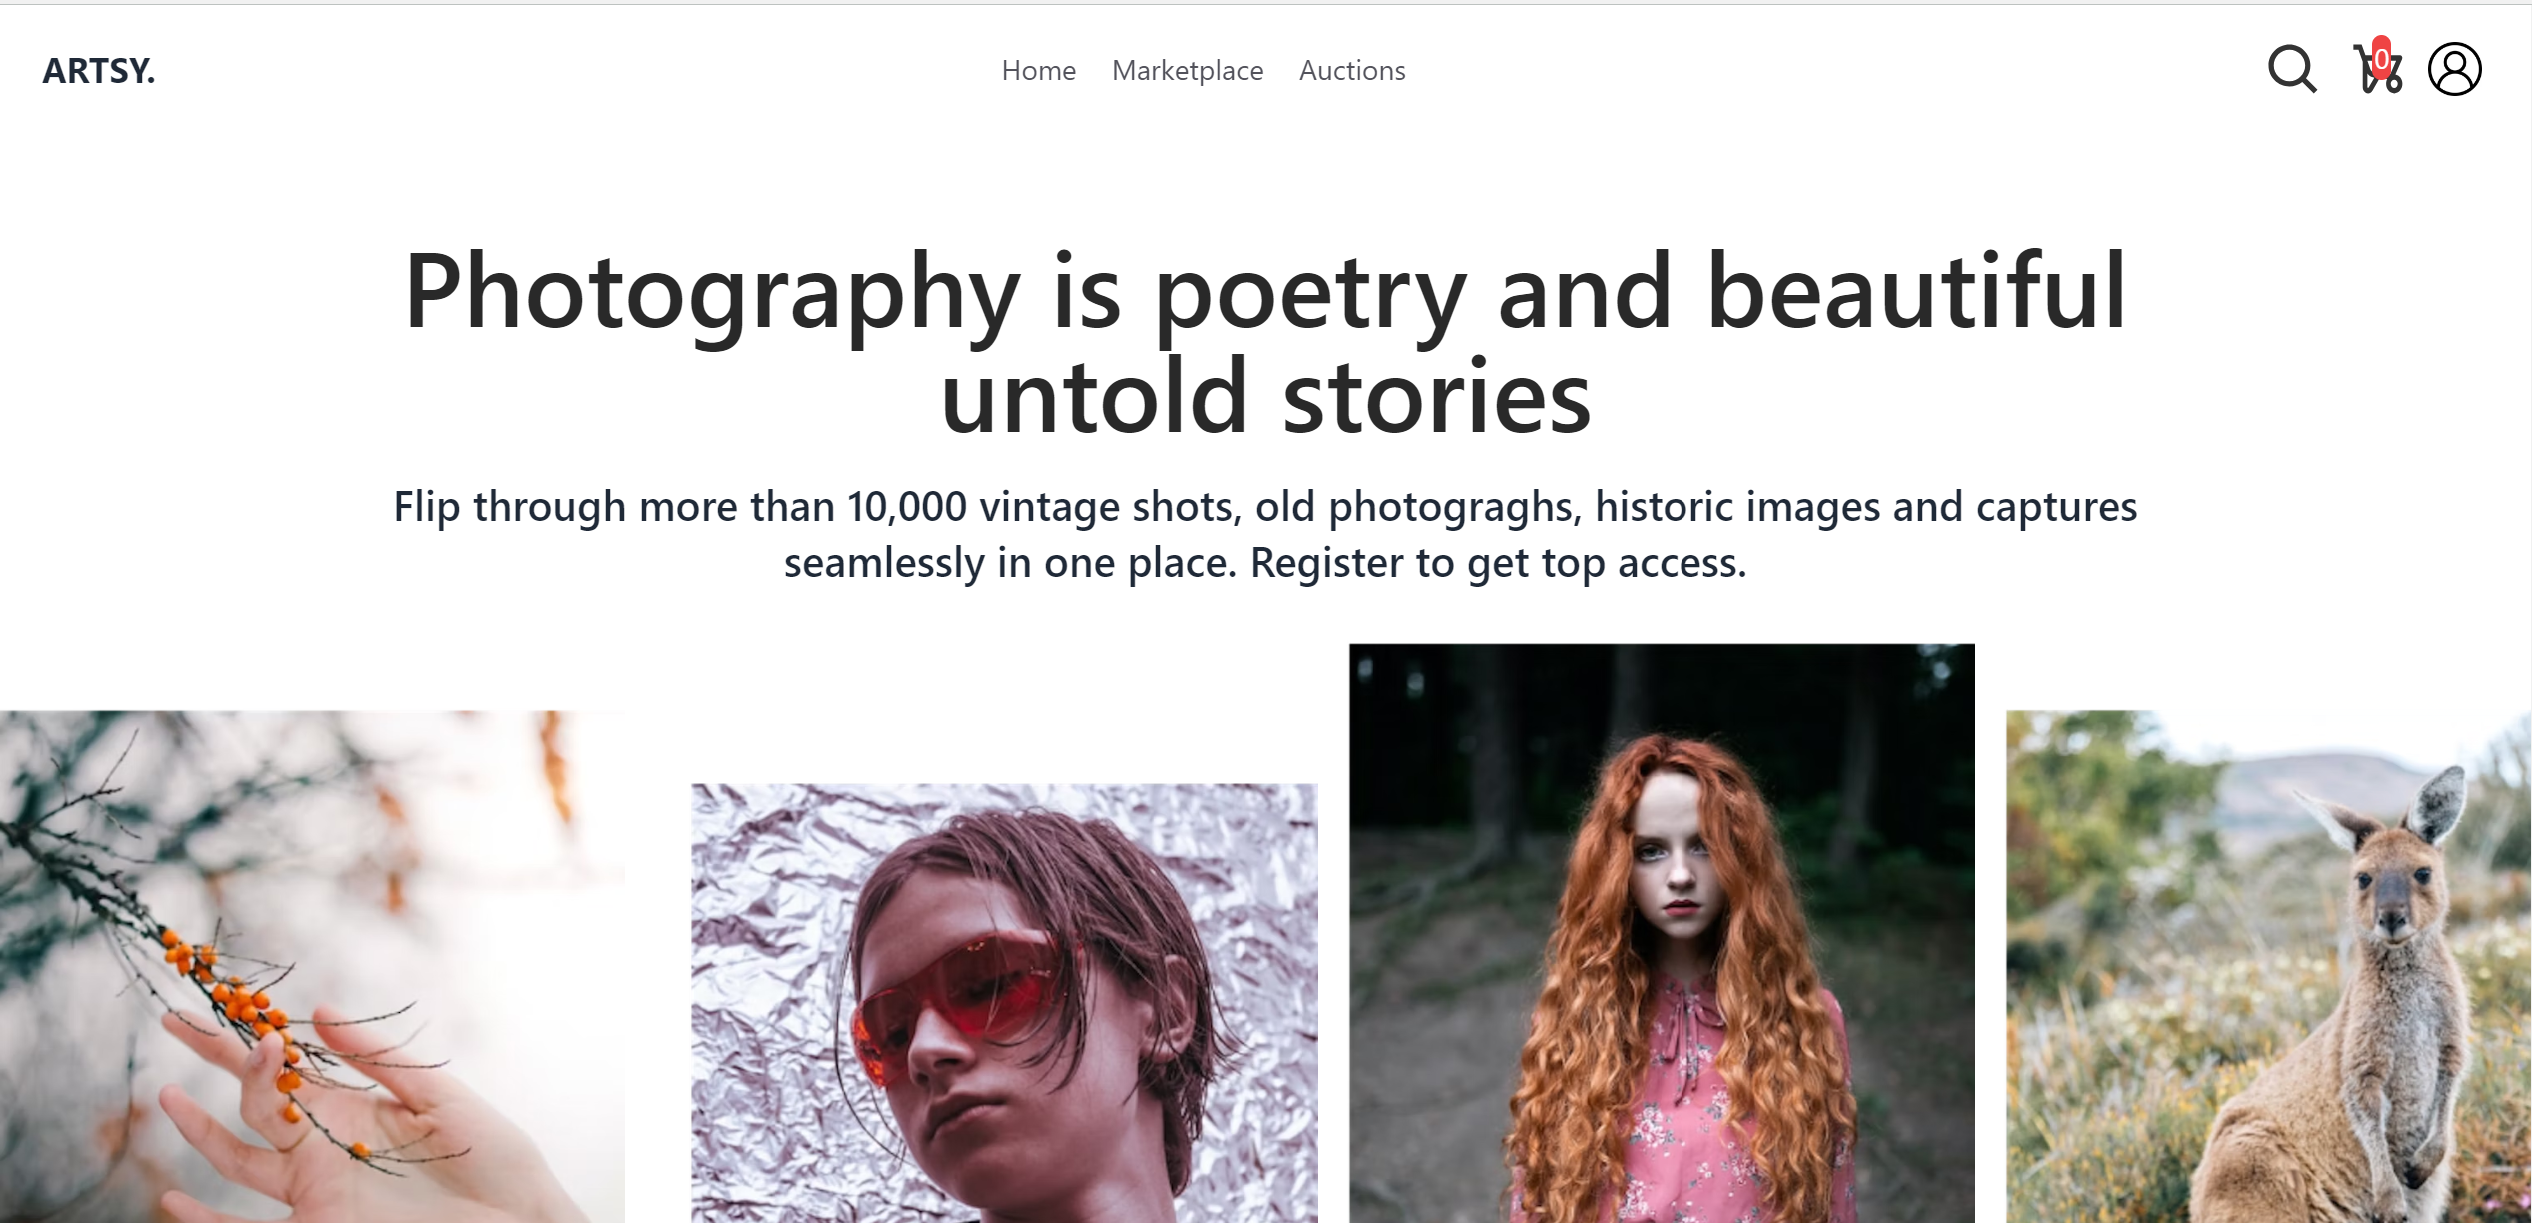 ARTSY.
Home Marketplace Auctions
0
Photography is poetry and beautiful
untold stories
Flip through more than 10,000 vintage shots, old photograghs, historic images and captures
seamlessly in one place. Register to get top access.